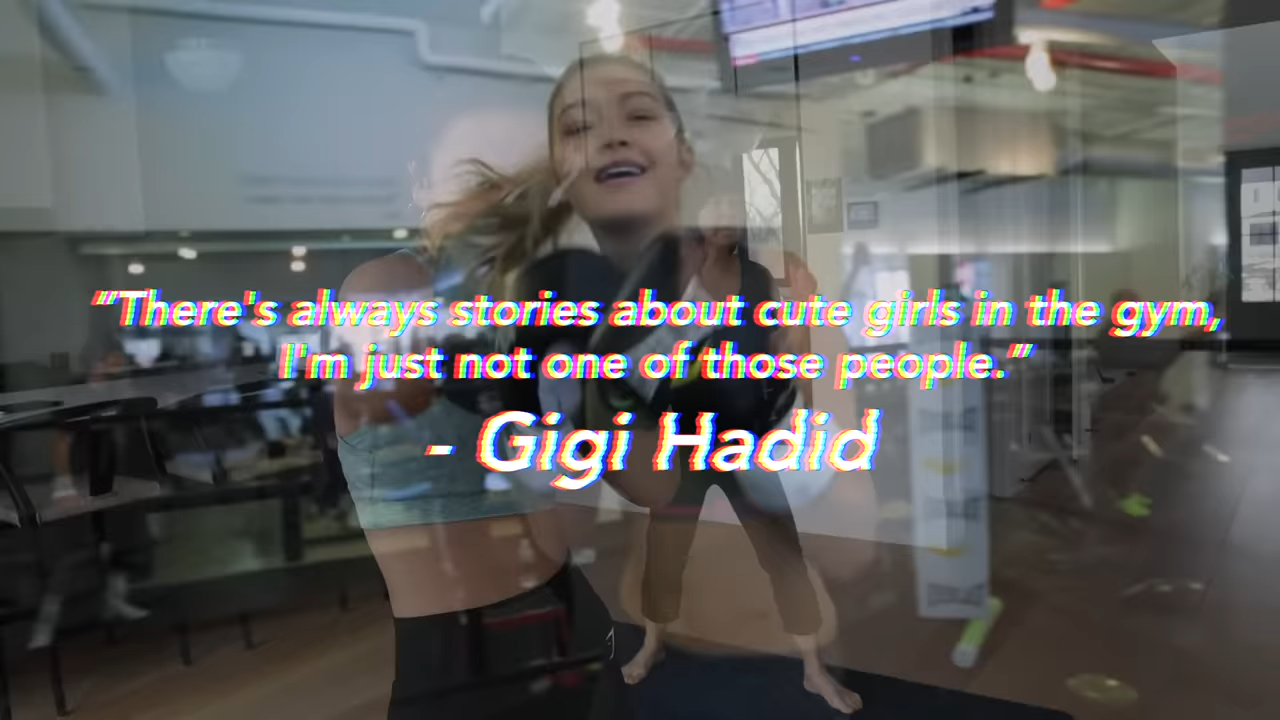 "There's always stories about cute girls in the gym,
I'm just not one of those people."
- Gigi Hadid